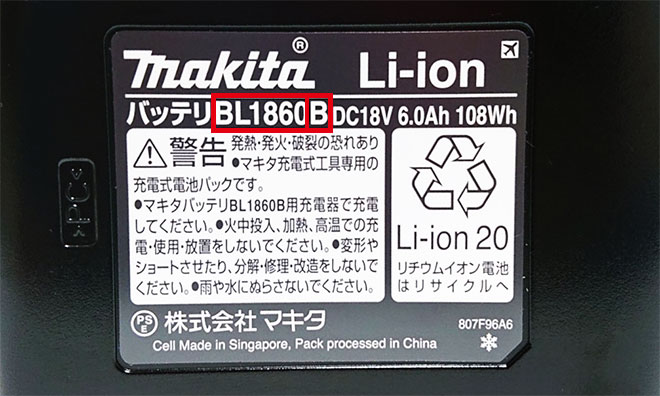 makita® Li-ion
バッテリBL1860B DC18V 6.0Ah 108Wh
警告 発熱・発火・破裂の恐れあり
●マキタ充電式工具専用の
充電式電池パックです。
●マキタバッテリBL1860B用充電器で充電
してください。●火中投入、加熱、高温での充
電・使用・放置をしないでください。●変形や
ショートさせたり、分解・修理・改造をしないで
ください。●雨や水にぬらさないでください。
Li-ion 20
リチウムイオン電池
はリサイクルへ
PS
E
株式会社 マキタ
807F96A6
Cell Made in Singapore, Pack processed in China
>PC<